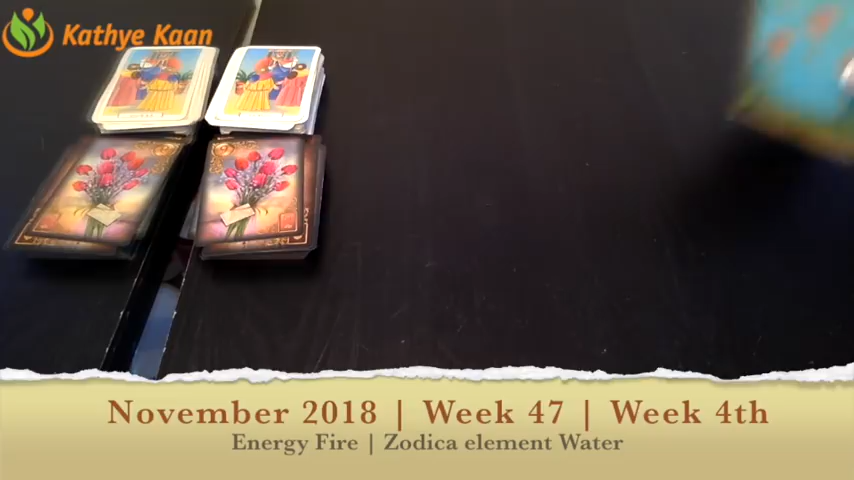 Kathye Kaan
November 2018 | Week 47 | Week 4th
Energy Fire | Zodica element Water